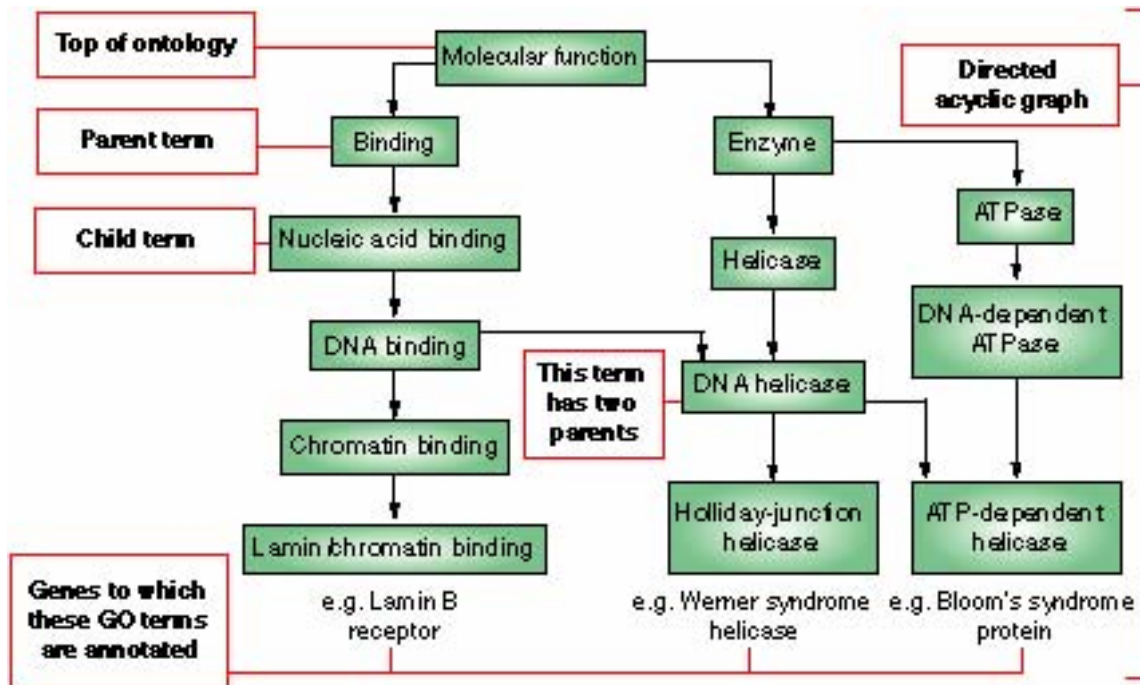 Top of ontology
Molecular function
Directed
acyclic graph
Parent term
Binding
Enzyme
ATPase
Child term
Nucleic acid binding
Helicase
DNA-dependent
ATPase
DNA binding
This term
has two
parents
DNA helicase
Chromatin binding
Holliday-junction
helicase
ATP-dependent
helicase
Lamin/chromatin binding
Genes to which
these GO terms
are annotated
e.g. Lamin B
receptor
e.g. Werner syndrome
helicase
e.g. Bloom's syndrome
protein